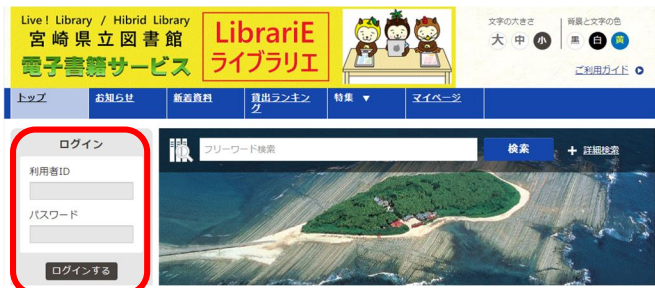 Live! Library / Hibrid Library
宮崎県立図書館
電子書籍サービス
LibrariE
ライブラリエ
文字の大きさ
大 中 小
背景と文字の色
黒 白 黄
ご利用ガイド
トップ
お知らせ
新着資料
貸出ランキン
グ
特集 ▼
マイページ
ログイン
利用者ID
パスワード
ログインする
フリーワード検索
検索
+ 詳細検索